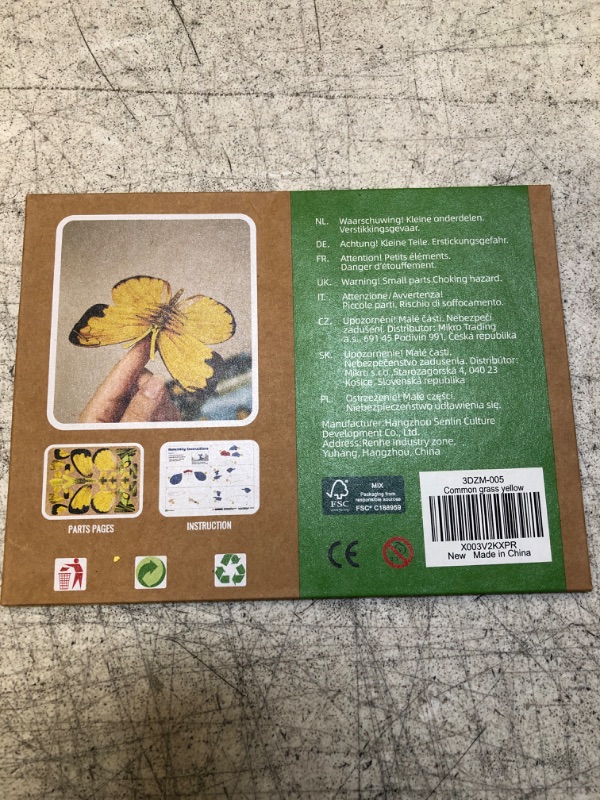 PARTS PAGES
INSTRUCTION
NL. Waarschuwing! Kleine onderdelen.
Verstikkingsgevaar.
DE. Achtung! Kleine Teile. Erstickungsgefahr.
FR. Attention! Petits éléments.
Danger d'étouffement.
UK. Warning! Small parts.Choking hazard.
IT. Attenzione/Avvertenza!
Piccole parti, Rischio di soffocamento.
CZ. Upozornění! Malé části. Nebezpečí
zadušení. Distributor: Mikro Trading
a.s., 691 45 Podivín 991, Česká republika
SK. Upozornenie! Malé časti.
Nebezpečenstvo zadusenia. Distribútor:
Mikro s.r.o. Starozagorská 4, 040 23
Košice, Slovenská republika
PL. Ostrzeżenie! Małe części.
Niebezpieczeństwo udławienia się.
Manufacturer:Hangzhou Senlin Culture
Development Co., Ltd.
Address:Renhe Industry zone,
Yuhang, Hangzhou, China
FSC
MIX
Packaging from
responsible sources
FSC® C188959
CE
0-3
3DZM-005
Common grass yellow
X003V2KXPR
New Made in China